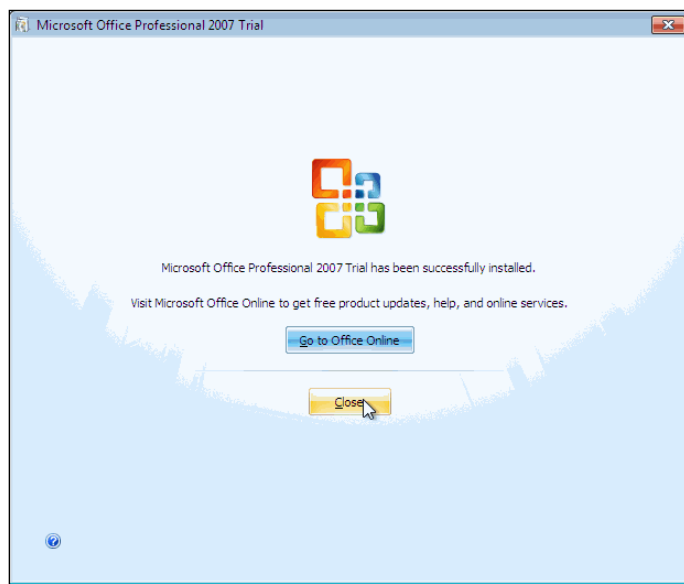 Microsoft Office Professional 2007 Trial
Microsoft Office Professional 2007 Trial has been successfully installed.
Visit Microsoft Office Online to get free product updates, help, and online services.
Go to Office Online
Close